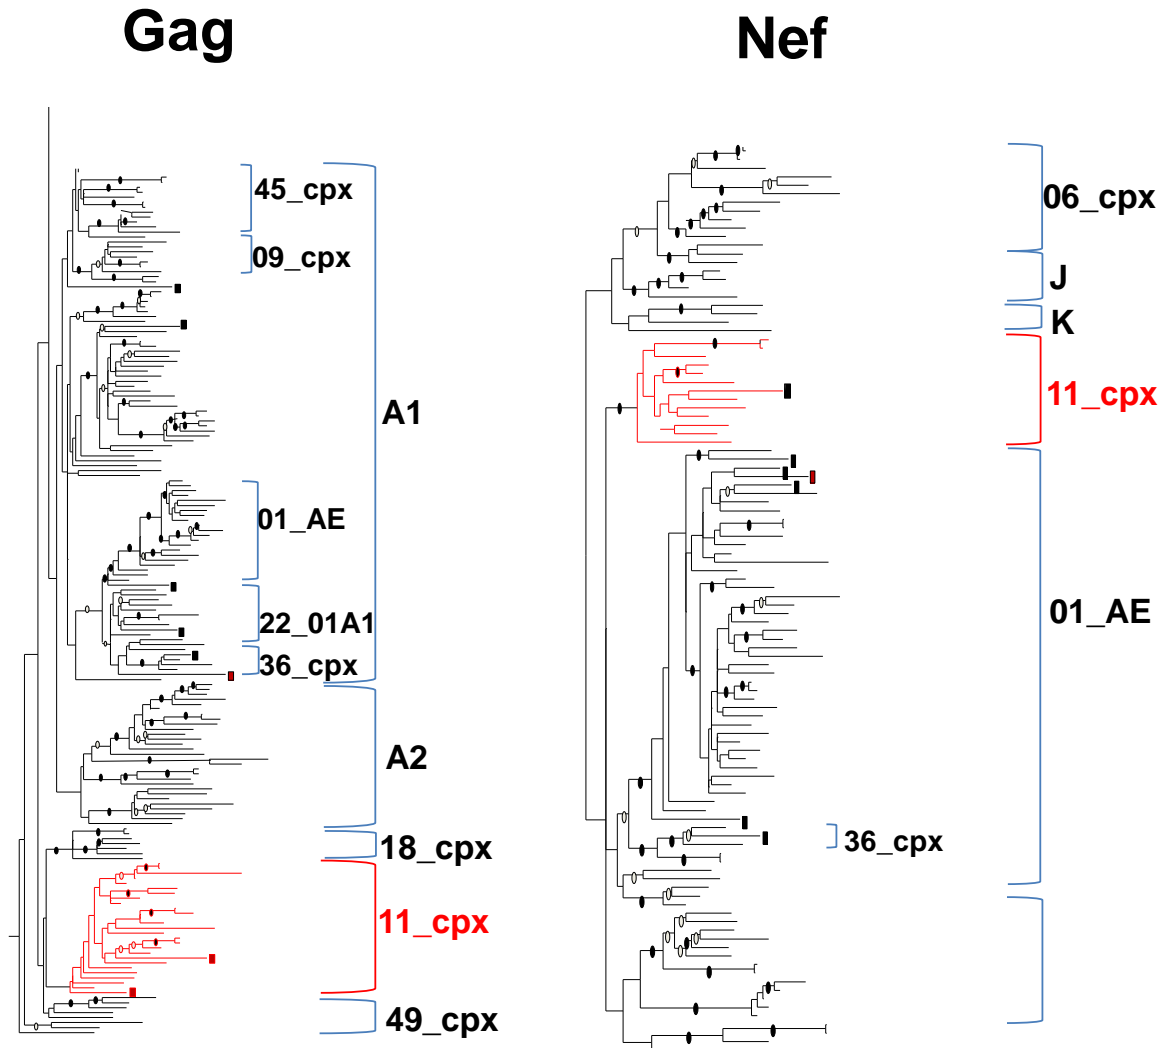 Gag
45_cpx
09_cpx
A1
01_AE
22_01A1
36_cpx
A2
18_cpx
11_cpx
49_cpx
Nef
06_cpx
J
K
11_cpx
01_AE
36_cpx